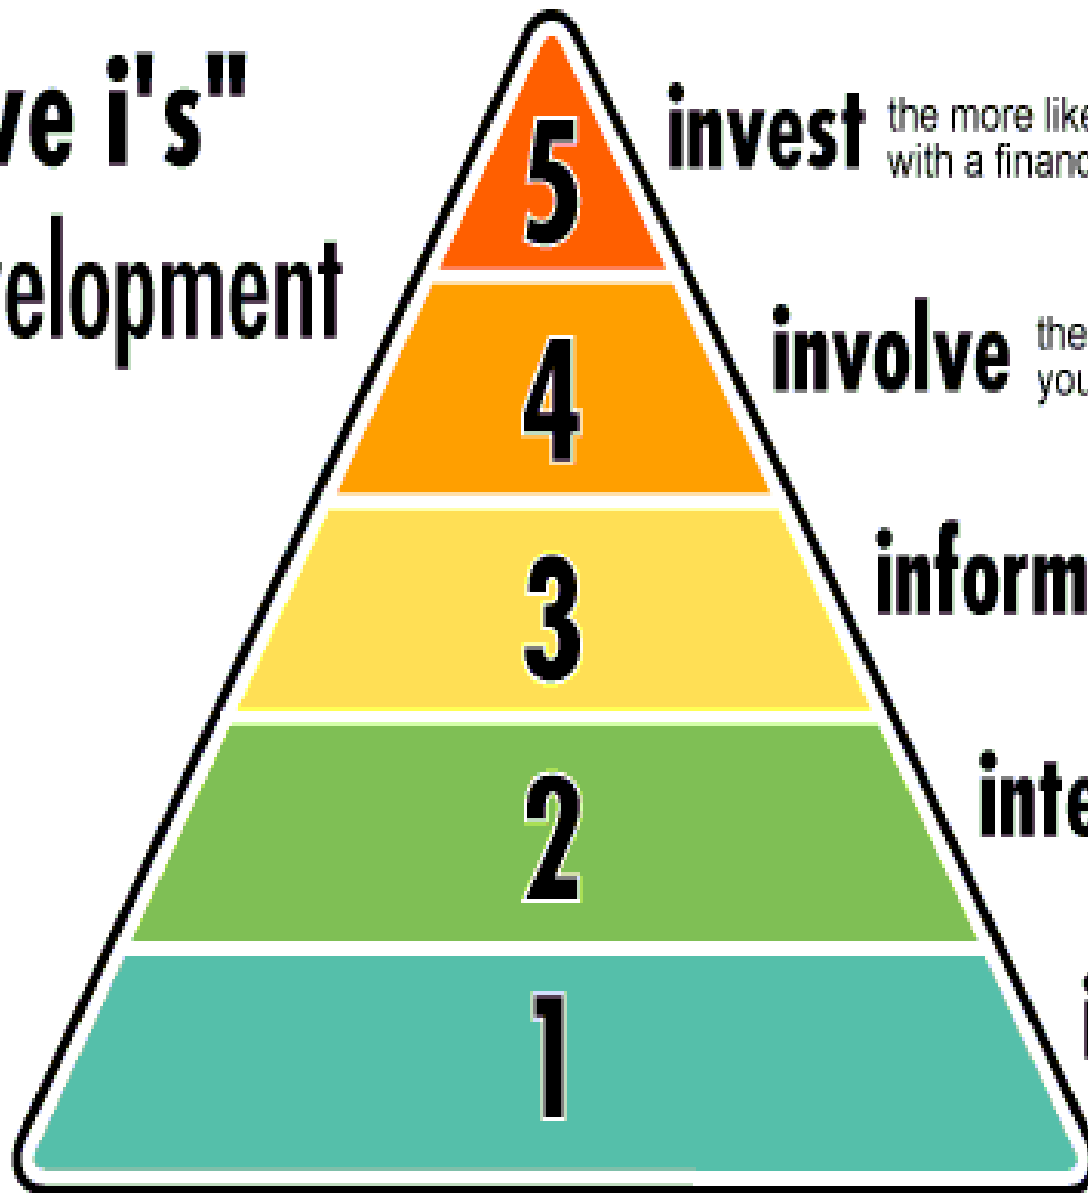 ve i's"
velopment
5
invest the more like
with a financ
4
involve the
you
3
inform
2
inte
1
i